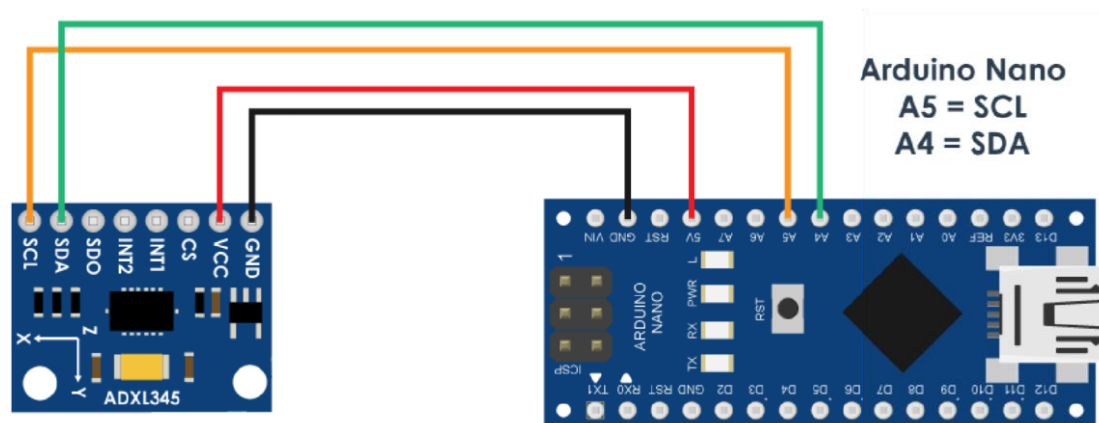 Arduino Nano
A5 = SCL
A4 = SDA
SCL
SDA
SDO
INT2
INT1
CS
VCC
GND
X
Z
Y
ADXL345
VIN
GND
RST
5V
A7
A6
A5
A4
A3
A2
A1
A0
REF
3V3
D13
1
ICSP
ARDUINO
NANO
L
PWR
RX
TX
RST
TX1
RX0
RST
GND
D2
D3
D4
D5
D6
D7
D8
D9
D10
D11
D12